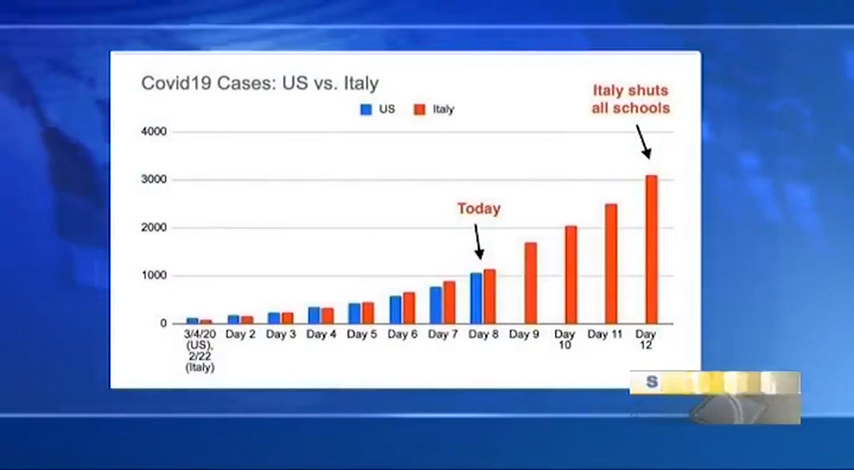 Covid19 Cases: US vs. Italy
US
Italy
Italy shuts
all schools
Today
4000
3000
2000
1000
0
3/4/20
(US),
2/22
(Italy)
Day 2
Day 3
Day 4
Day 5
Day 6
Day 7
Day 8
Day 9
Day
10
Day 11
Day
12
S